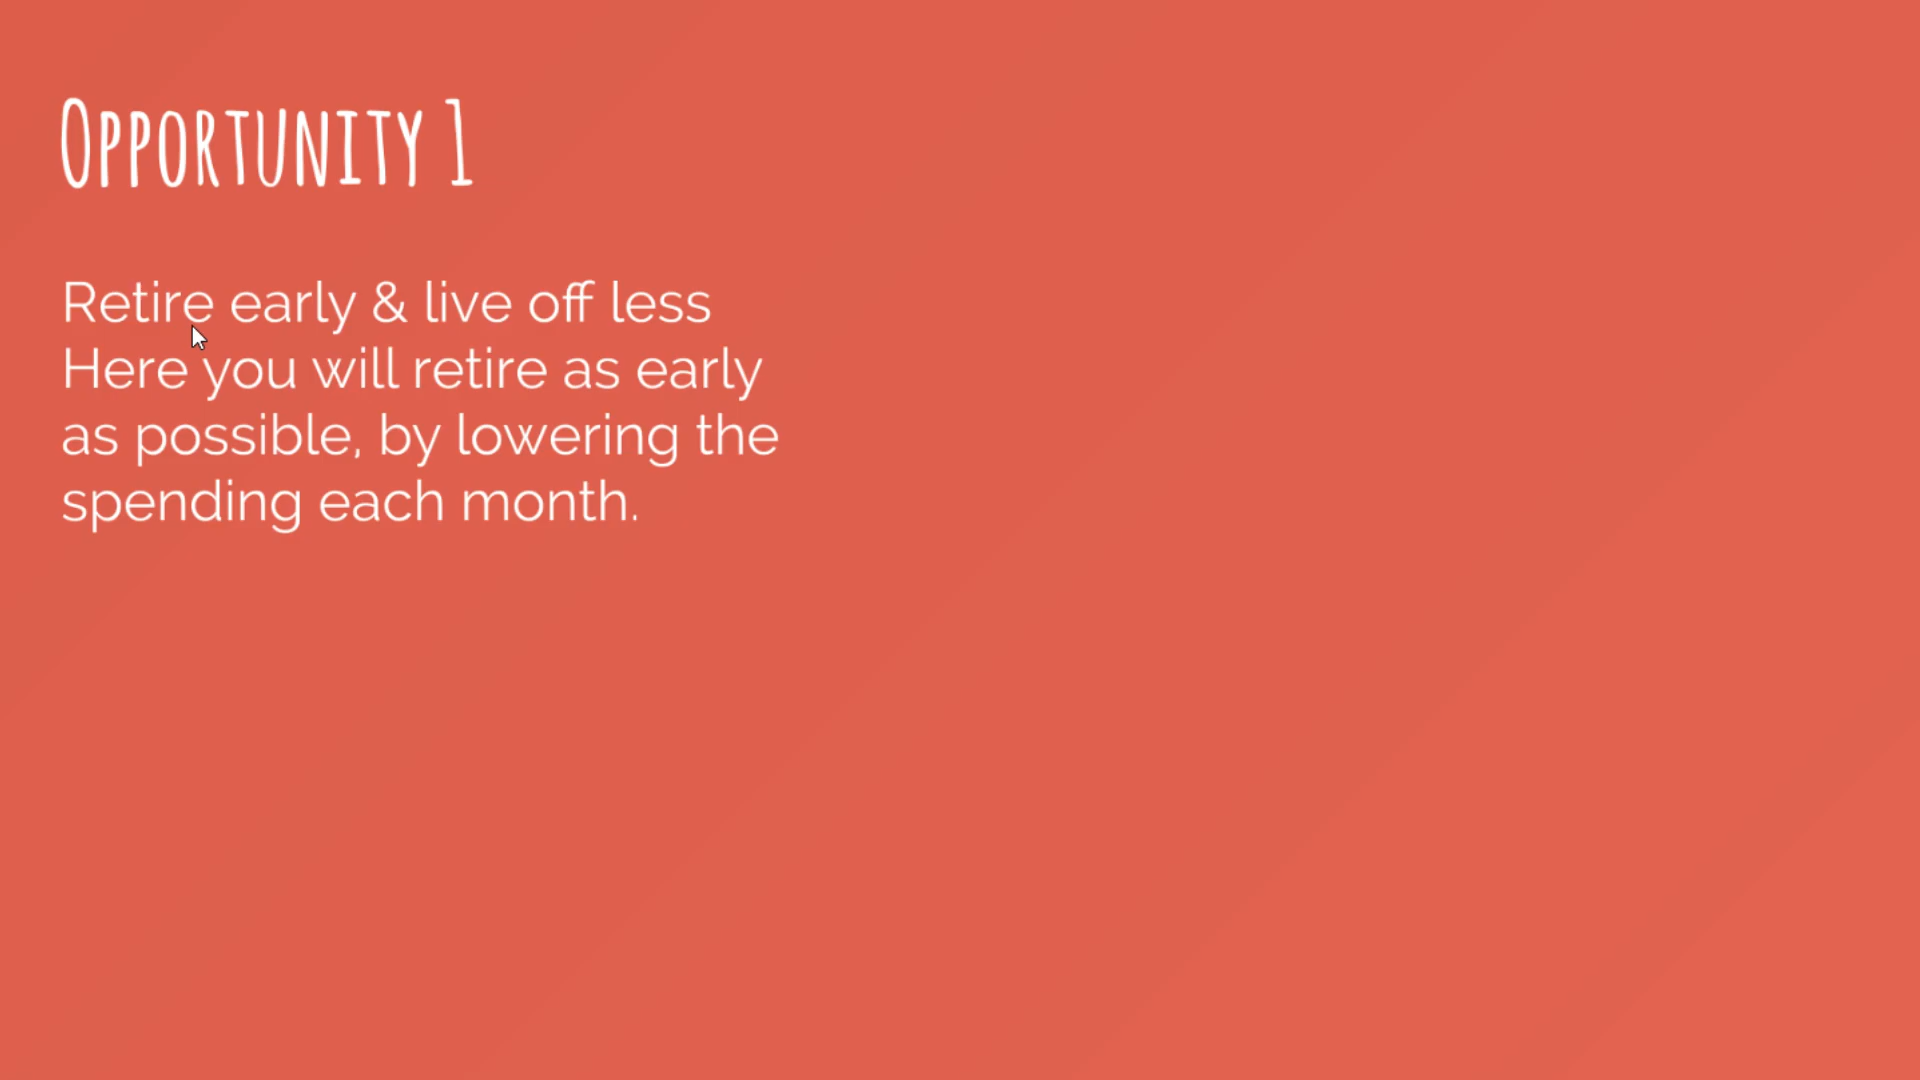 Opportunity 1
Retire early & live off less
Here you will retire as early
as possible, by lowering the
spending each month.